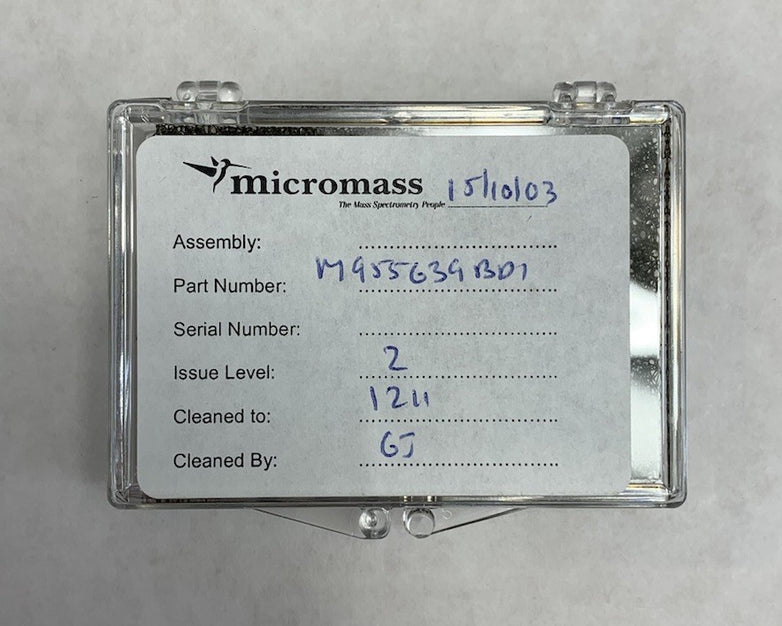 micromass 15/10/03
The Mass Spectrometry People
Assembly:
Part Number: M955639BD1
Serial Number:
Issue Level: 2
Cleaned to: 1211
Cleaned By: GJ